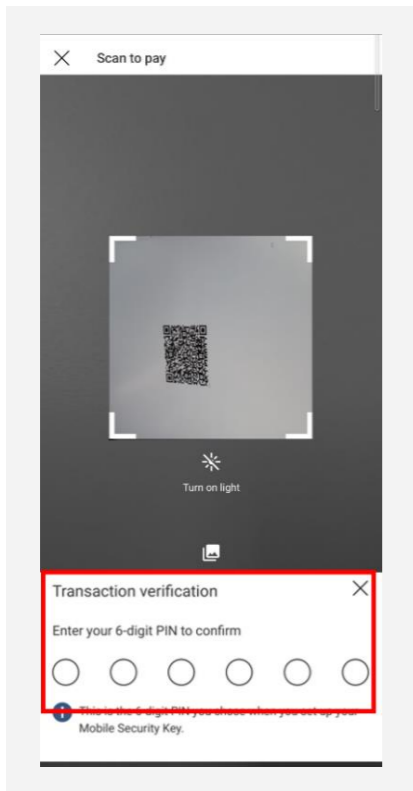 Scan to pay
Turn on light
Transaction verification
Enter your 6-digit PIN to confirm
This is the 6-digit PIN you chose when you set up your
Mobile Security Key.